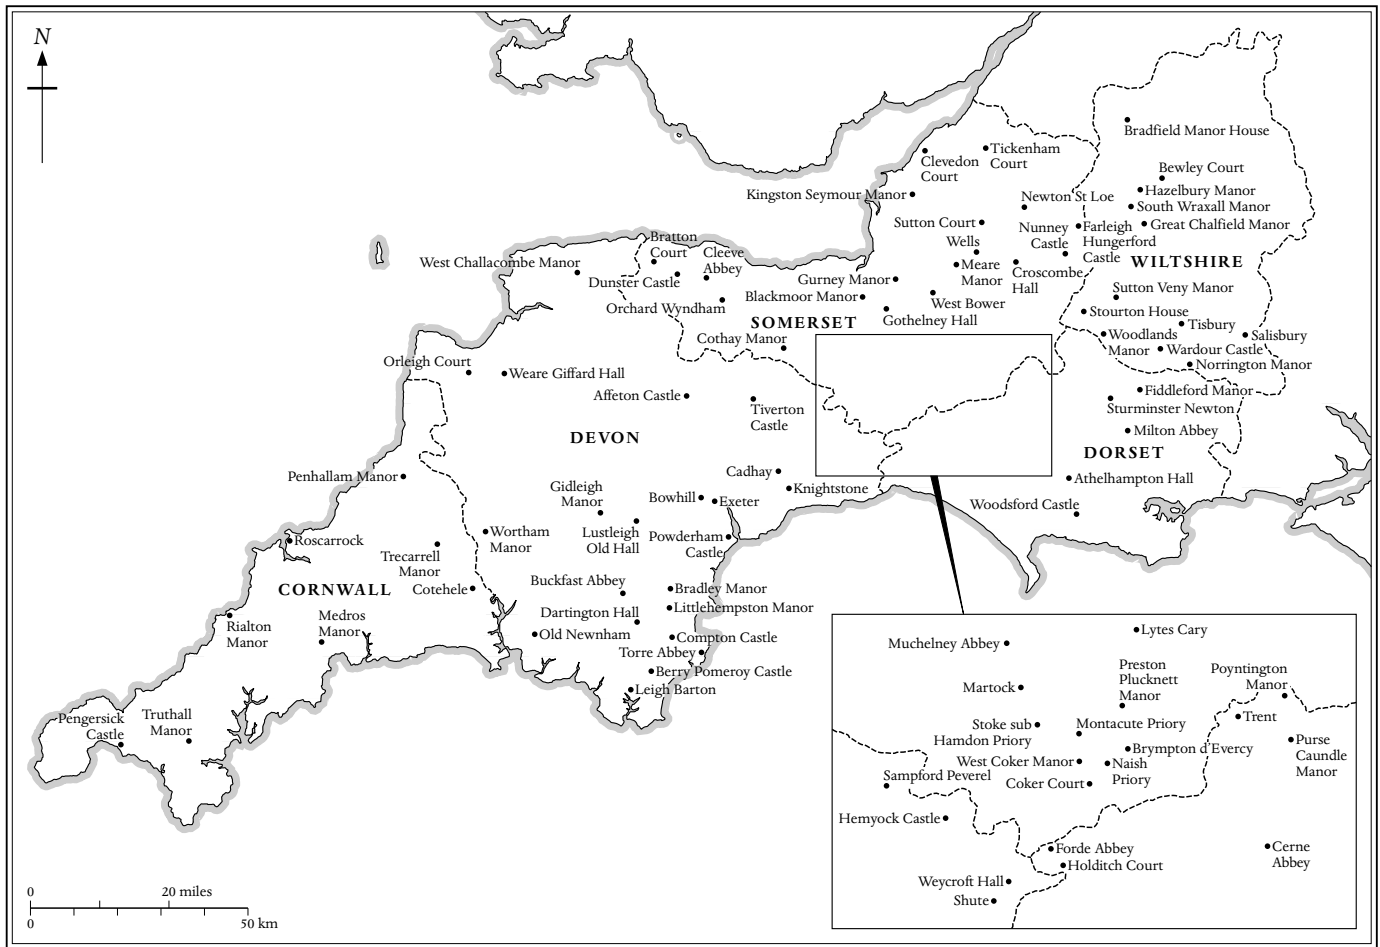 N
Bradfield Manor House
Clevedon
Court
Tickenham
Court
Bewley Court
Kingston Seymour Manor
Hazelbury Manor
Newton St Loe
South Wraxall Manor
Sutton Court
Nunney
Castle
Farleigh
Hungerford
Castle
Great Chalfield Manor
Bratton
Court
Cleeve
Abbey
Wells
West Challacombe Manor
Meare
Manor
Croscombe
Hall
WILTSHIRE
Dunster Castle
Gurney Manor
Sutton Veny Manor
Orchard Wyndham
Blackmoor Manor
West Bower
Stourton House
SOMERSET
Gothelney Hall
Tisbury
Cothay Manor
Woodlands
Manor
Salisbury
Wardour Castle
Orleigh Court
Weare Giffard Hall
Norrington Manor
Affeton Castle
Tiverton
Castle
Fiddleford Manor
Sturminster Newton
DEVON
Milton Abbey
DORSET
Penhallam Manor
Cadhay
Athelhampton Hall
Gidleigh
Manor
Bowhill
Exeter
Knightstone
Woodsford Castle
Roscarrock
Wortham
Manor
Lustleigh
Old Hall
Powderham
Castle
Trecarrell
Manor
CORNWALL
Cotehele
Buckfast Abbey
Bradley Manor
Dartington Hall
Littlehempston Manor
Rialton
Manor
Medros
Manor
Old Newnham
Compton Castle
Torre Abbey
Berry Pomeroy Castle
Leigh Barton
Pengersick
Castle
Truthall
Manor
Muchelney Abbey
Lytes Cary
Martock
Preston
Plucknett
Manor
Poyntington
Manor
Stoke sub
Hamdon Priory
Montacute Priory
Trent
Brympton d'Evercy
Purse
Caundle
Manor
West Coker Manor
Naish
Priory
Sampford Peverel
Coker Court
Hemyock Castle
Forde Abbey
Holditch Court
Cerne
Abbey
Weycroft Hall
Shute
0
20 miles
0
50 km